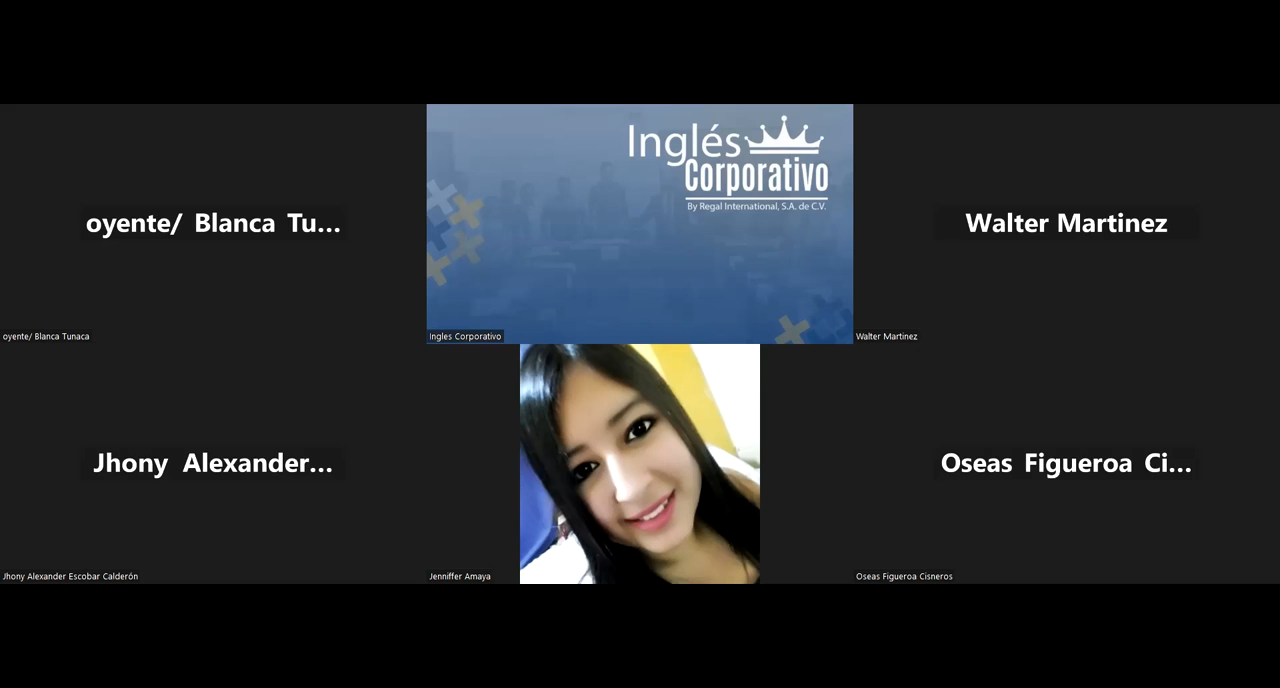 oyente/ Blanca Tu...
oyente/ Blanca Tunaca
Inglés
Corporativo
By Regal International, S.A. de C.V.
Ingles Corporativo
Walter Martinez
Walter Martinez
Jhony Alexander...
Jhony Alexander Escobar Calderón
Jenniffer Amaya
Oseas Figueroa Ci...
Oseas Figueroa Cisneros